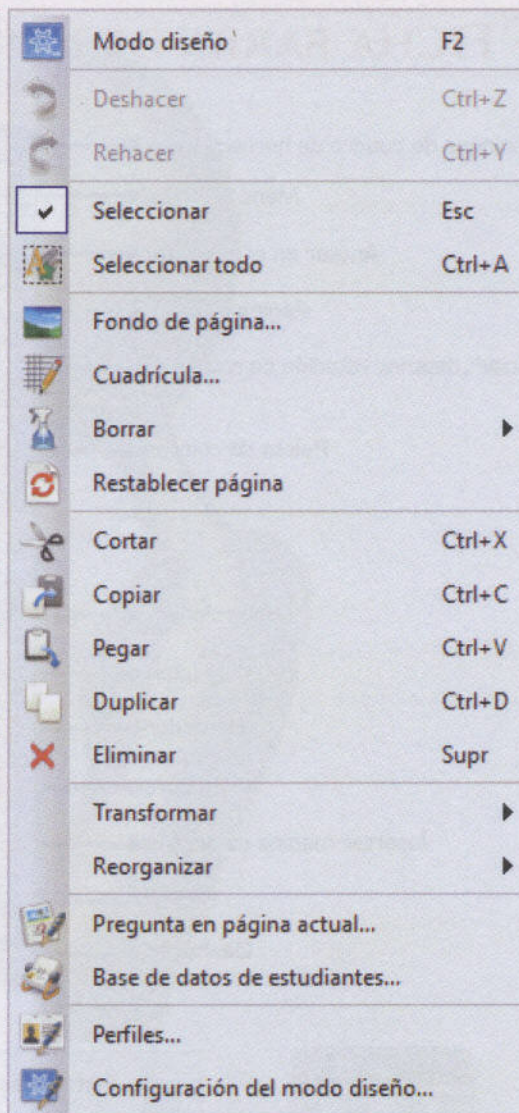 Modo diseño F2
Deshacer Ctrl+Z
Rehacer Ctrl+Y
Seleccionar Esc
Seleccionar todo Ctrl+A
Fondo de página...
Cuadrícula...
Borrar
Restablecer página
Cortar Ctrl+X
Copiar Ctrl+C
Pegar Ctrl+V
Duplicar Ctrl+D
Eliminar Supr
Transformar
Reorganizar
Pregunta en página actual...
Base de datos de estudiantes...
Perfiles...
Configuración del modo diseño...